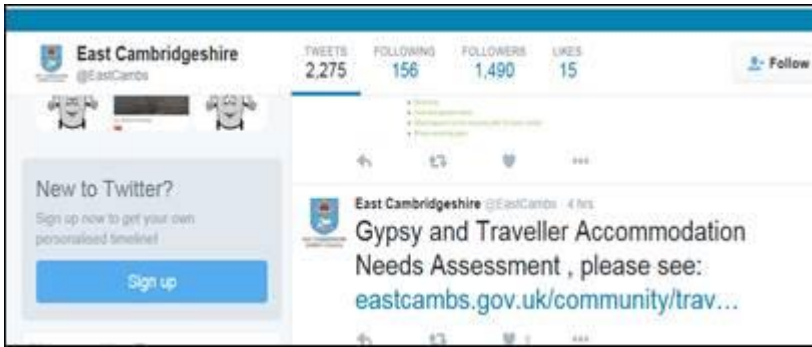 East Cambridgeshire
@EastCambs
TWEETS
2,275
FOLLOWING
156
FOLLOWERS
1,490
LIKES
15
Follow
New to Twitter?
Sign up now to get your own
personalised timeline!
Sign up
East Cambridgeshire @EastCambs · 4 hrs
Gypsy and Traveller Accommodation
Needs Assessment , please see:
eastcambs.gov.uk/community/trav…